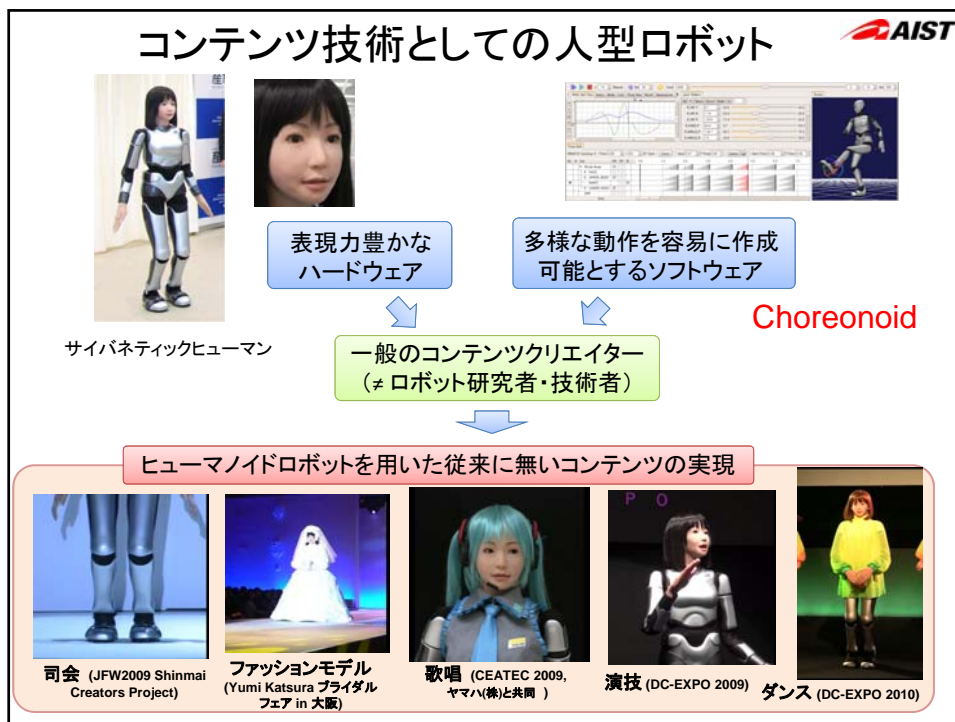 コンテンツ技術としての人型ロボット
AIST
表現力豊かな
ハードウェア
多様な動作を容易に作成
可能とするソフトウェア
Choreonoid
サイバネティックヒューマン
一般のコンテンツクリエイター
(≠ ロボット研究者・技術者)
ヒューマノイドロボットを用いた従来に無いコンテンツの実現
P O
司会 (JFW2009 Shinmai
Creators Project)
ファッションモデル
(Yumi Katsura ブライダル
フェア in 大阪)
歌唱 (CEATEC 2009,
ヤマハ(株)と共同 )
演技 (DC-EXPO 2009)
ダンス (DC-EXPO 2010)